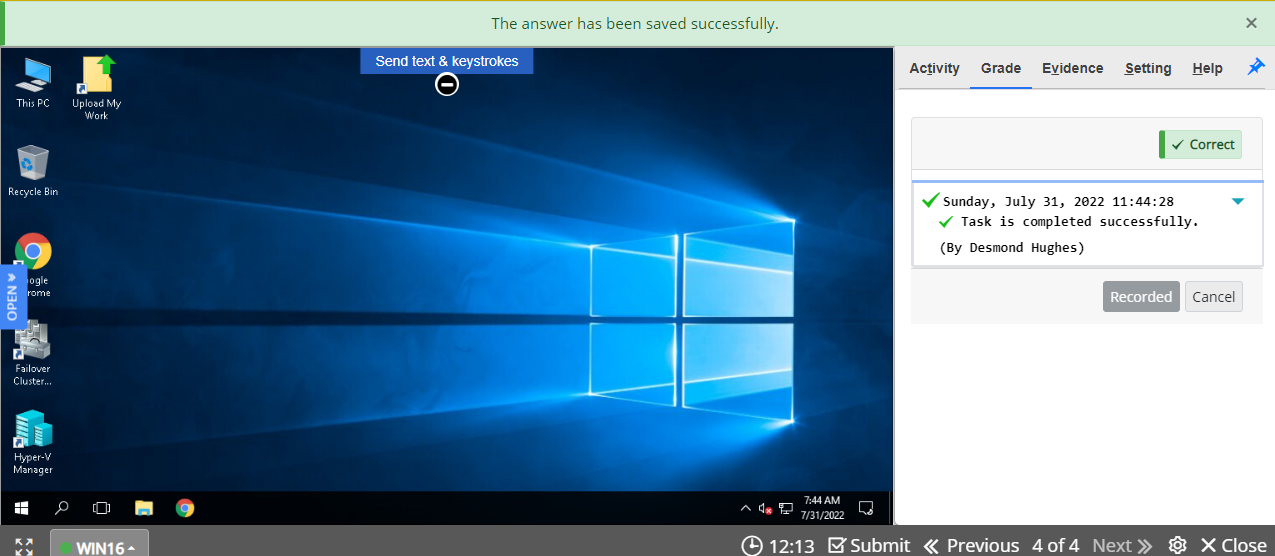 The answer has been saved successfully.
×
Send text & keystrokes
Activity Grade Evidence Setting Help
This PC
Upload My
Work
Correct
Recycle Bin
Sunday, July 31, 2022 11:44:28
Task is completed successfully.
(By Desmond Hughes)
OPEN
Recorded Cancel
Failover
Cluster...
Hyper-V
Manager
7:44 AM
7/31/2022
WIN16
12:13 Submit Previous 4 of 4 Next Close